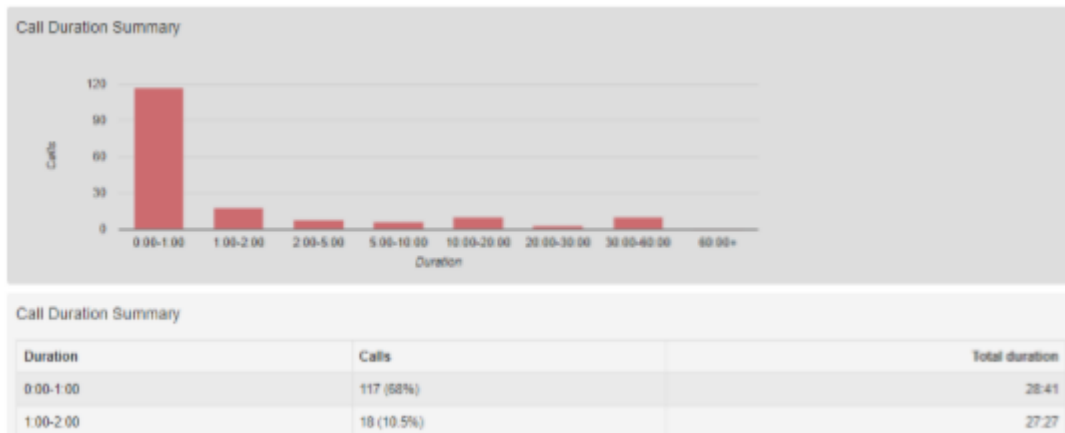 Call Duration Summary
120
90
60
30
0
Calls
0:00-1:00 1:00-2:00 2:00-5:00 5:00-10:00 10:00-20:00 20:00-30:00 30:00-60:00 60:00+
Duration
Call Duration Summary
Duration Calls Total duration
0:00-1:00 117 (68%) 28:41
1:00-2:00 18 (10.5%) 27:27